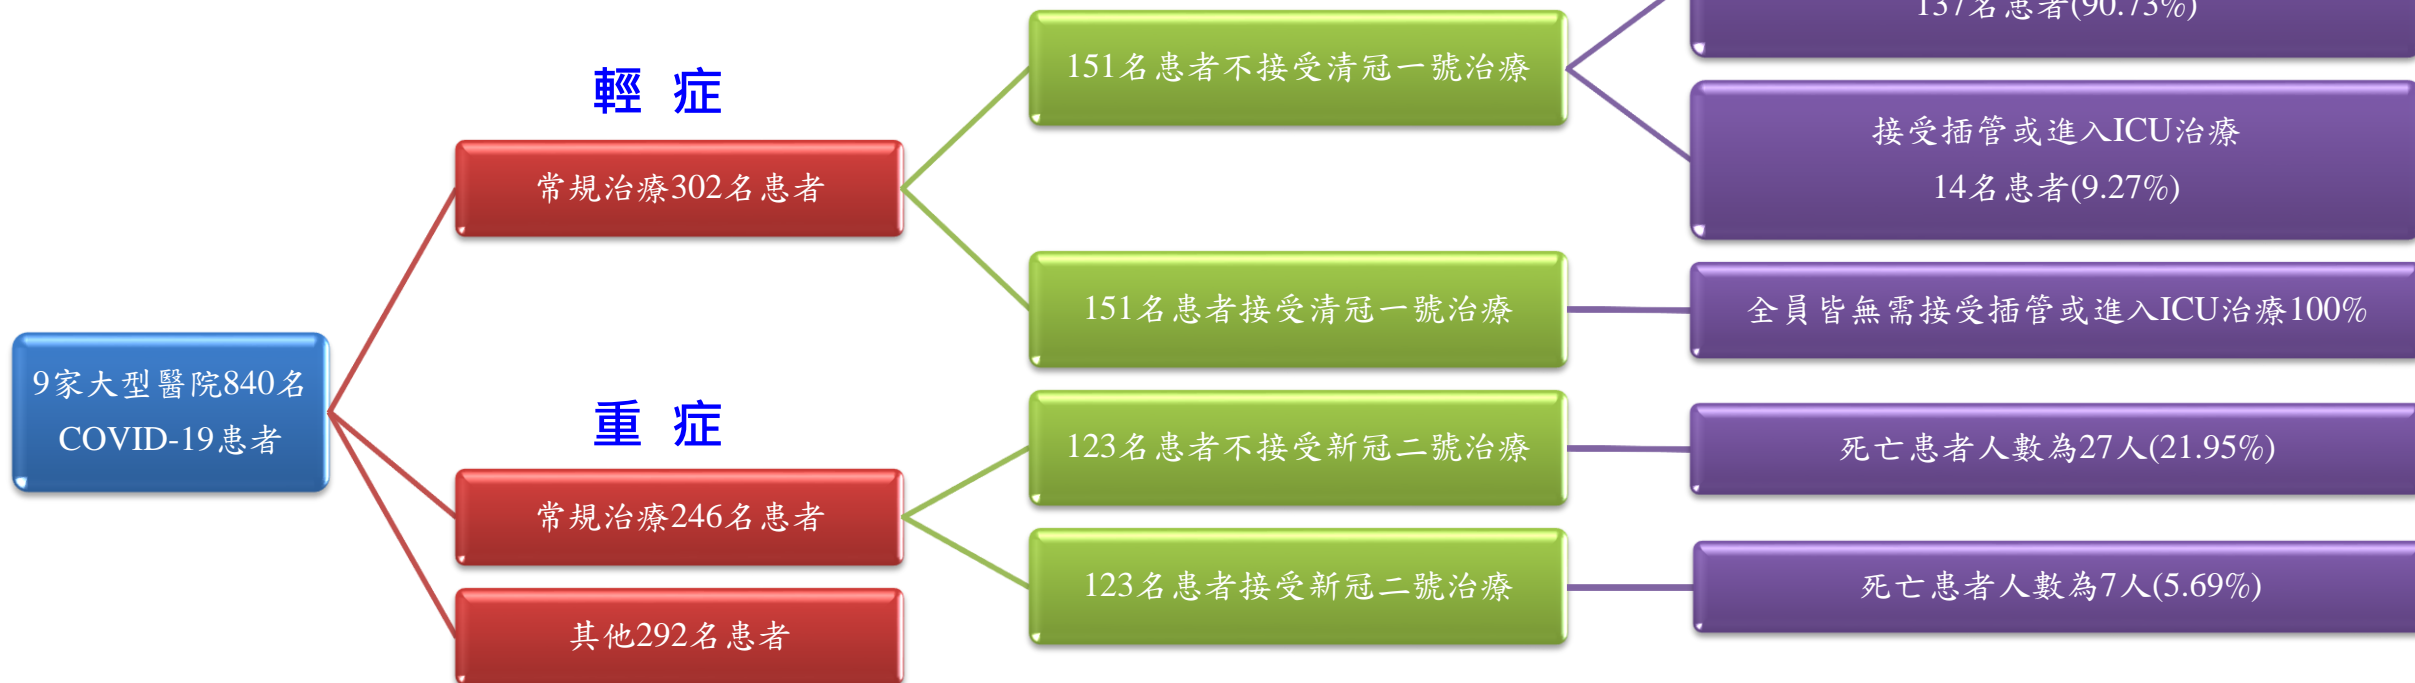 137名患者(90.73%)
151名患者不接受清冠一號治療
輕 症
接受插管或進入ICU治療
14名患者(9.27%)
常規治療302名患者
151名患者接受清冠一號治療
全員皆無需接受插管或進入ICU治療100%
9家大型醫院840名
COVID-19患者
重 症
123名患者不接受新冠二號治療
死亡患者人數為27人(21.95%)
常規治療246名患者
123名患者接受新冠二號治療
死亡患者人數為7人(5.69%)
其他292名患者